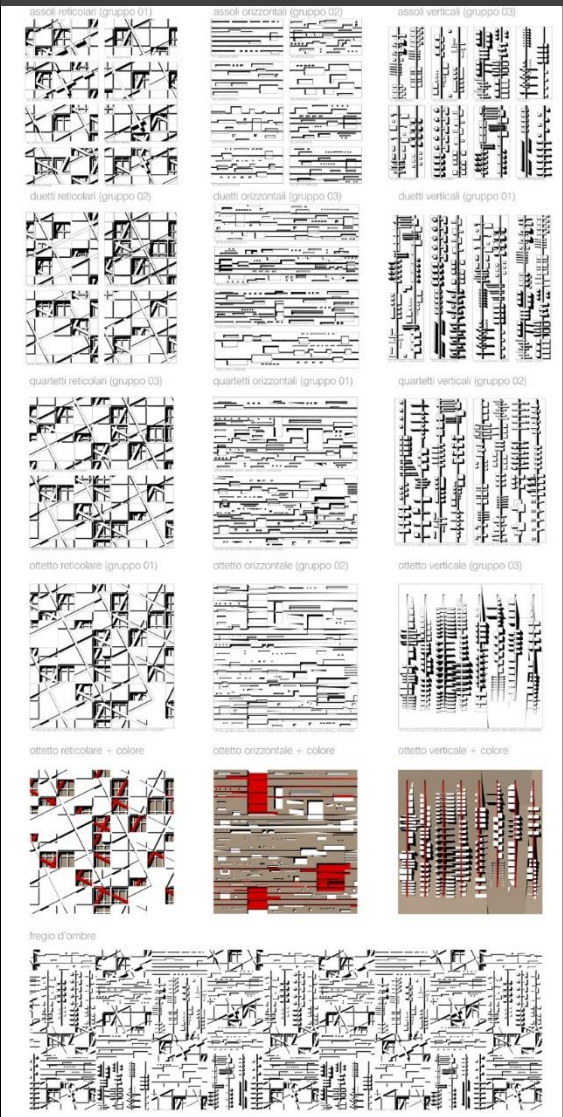 assoli reticolari (gruppo 01)
assoli orizzontali (gruppo 02)
assoli verticali (gruppo 03)
duetti reticolari (gruppo 02)
duetti orizzontali (gruppo 03)
duetti verticali (gruppo 01)
quartetti reticolari (gruppo 03)
quartetti orizzontali (gruppo 01)
quartetti verticali (gruppo 02)
ottetto reticolare (gruppo 01)
ottetto orizzontale (gruppo 02)
ottetto verticale (gruppo 03)
ottetto reticolare + colore
ottetto orizzontale + colore
ottetto verticale + colore
fregio d'ombre